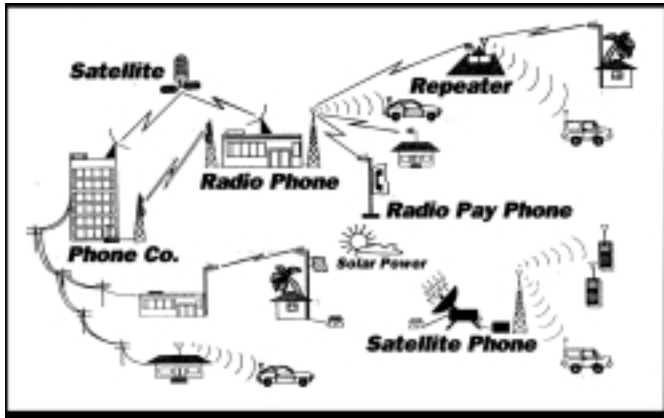 Satellite
Repeater
Radio Phone
Radio Pay Phone
Phone Co.
Solar Power
Satellite Phone